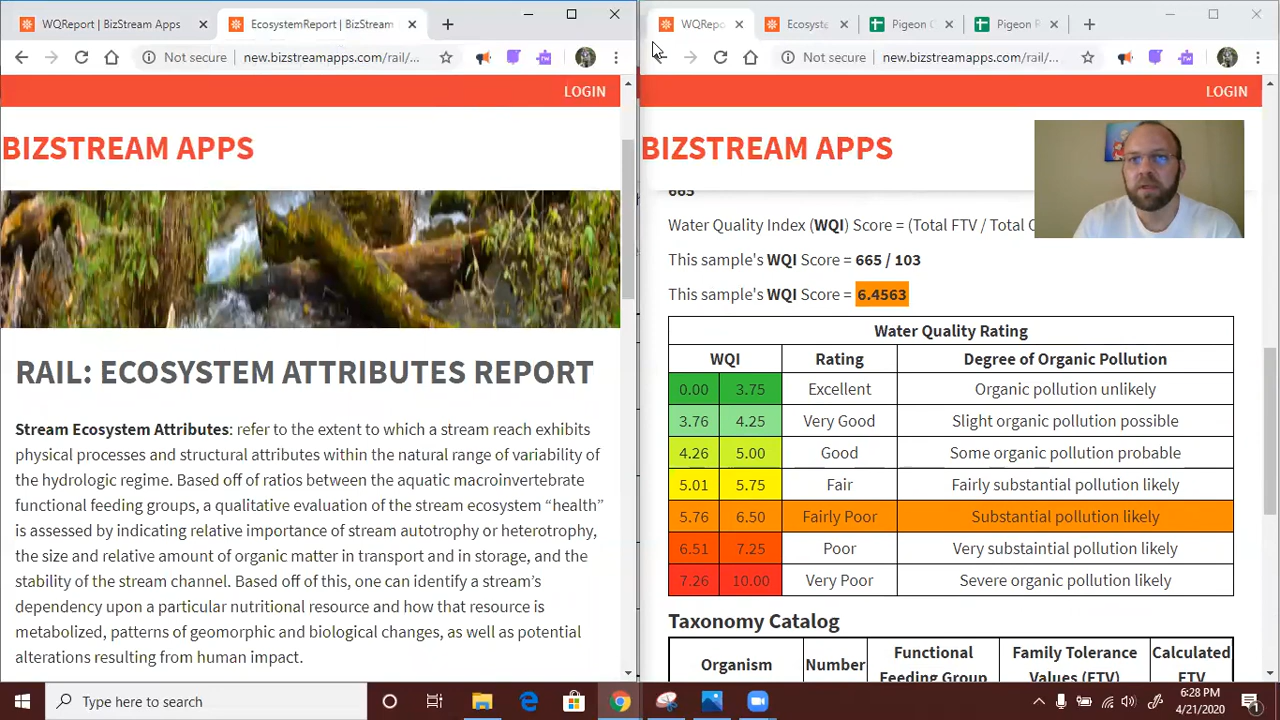 WQReport | BizStream Apps
EcosystemReport | BizStream
WQRepo
Ecosyste
Pigeon
Pigeon
Not secure
new.bizstreamapps.com/rail/...
Not secure
new.bizstreamapps.com/rail/...
LOGIN
LOGIN
BIZSTREAM APPS
RAIL: ECOSYSTEM ATTRIBUTES REPORT
Stream Ecosystem Attributes: refer to the extent to which a stream reach exhibits
physical processes and structural attributes within the natural range of variability of
the hydrologic regime. Based off of ratios between the aquatic macroinvertebrate
functional feeding groups, a qualitative evaluation of the stream ecosystem “health”
is assessed by indicating relative importance of stream autotrophy or heterotrophy,
the size and relative amount of organic matter in transport and in storage, and the
stability of the stream channel. Based off of this, one can identify a stream’s
dependency upon a particular nutritional resource and how that resource is
metabolized, patterns of geomorphic and biological changes, as well as potential
alterations resulting from human impact.
BIZSTREAM APPS
665
Water Quality Index (WQI) Score = (Total FTV / Total
This sample's WQI Score = 665 / 103
This sample's WQI Score = 6.4563
Water Quality Rating
WQI Rating Degree of Organic Pollution
0.00 3.75 Excellent Organic pollution unlikely
3.76 4.25 Very Good Slight organic pollution possible
4.26 5.00 Good Some organic pollution probable
5.01 5.75 Fair Fairly substantial pollution likely
5.76 6.50 Fairly Poor Substantial pollution likely
6.51 7.25 Poor Very substaintial pollution likely
7.26 10.00 Very Poor Severe organic pollution likely
Taxonomy Catalog
Organism Number Functional Feeding Group Family Tolerance Values (FTV) Calculated FTV
Type here to search
6:28 PM
4/21/2020